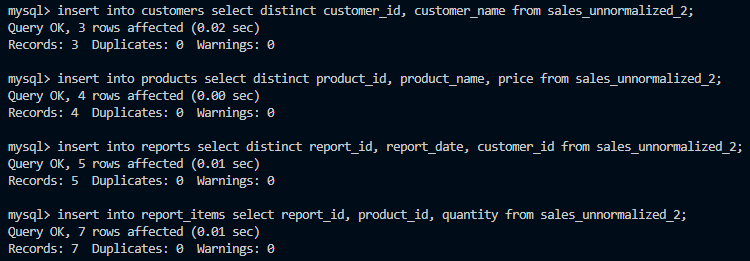 mysql> insert into customers select distinct customer_id, customer_name from sales_unnormalized_2;
Query OK, 3 rows affected (0.02 sec)
Records: 3  Duplicates: 0  Warnings: 0
mysql> insert into products select distinct product_id, product_name, price from sales_unnormalized_2;
Query OK, 4 rows affected (0.00 sec)
Records: 4  Duplicates: 0  Warnings: 0
mysql> insert into reports select distinct report_id, report_date, customer_id from sales_unnormalized_2;
Query OK, 5 rows affected (0.01 sec)
Records: 5  Duplicates: 0  Warnings: 0
mysql> insert into report_items select report_id, product_id, quantity from sales_unnormalized_2;
Query OK, 7 rows affected (0.01 sec)
Records: 7  Duplicates: 0  Warnings: 0